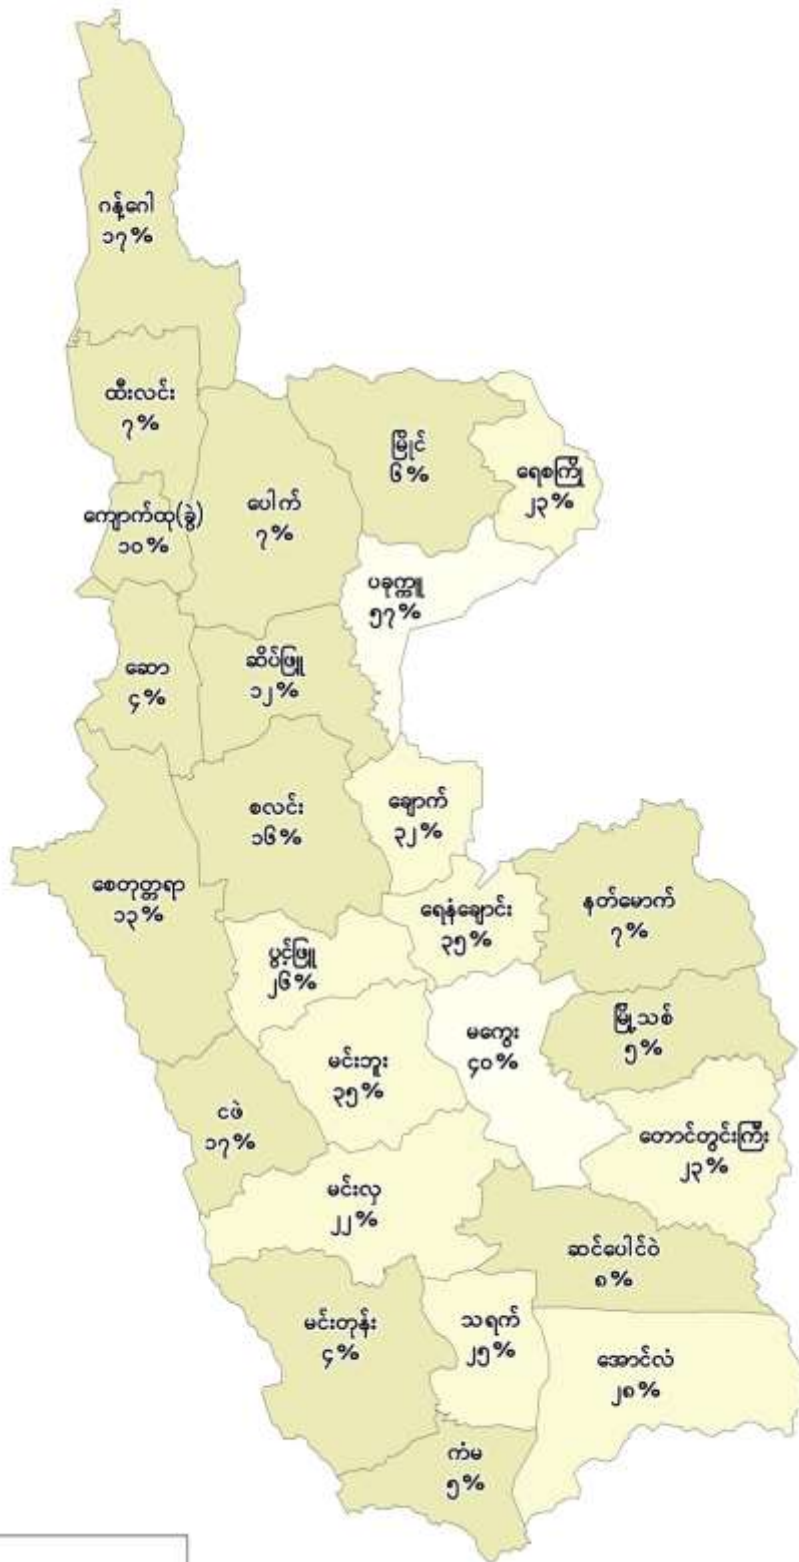 ဂန့်ဂေါ
၁၇%
ထီးလင်း
၇%
မြိုင်
၆%
ရေစကြို
၂၃%
ကျောက်ထု(ခွဲ)
၁၀%
ပေါက်
၇%
ပခုက္ကူ
၅၇%
ဆော
၄%
ဆိပ်ဖြူ
၁၂%
စလင်း
၁၆%
ချောက်
၃၂%
စေတုတ္တရာ
၁၃%
ရေနံချောင်း
၃၅%
နတ်မောက်
၇%
ပွင့်ဖြူ
၂၆%
မကွေး
၄၀%
မြို့သစ်
၅%
မင်းဘူး
၃၅%
ငဖဲ
၁၇%
တောင်တွင်းကြီး
၂၃%
မင်းလှ
၂၂%
ဆင်ပေါင်ဝဲ
၈%
မင်းတုန်း
၄%
သရက်
၂၅%
အောင်လံ
၂၈%
ကံမ
၅%